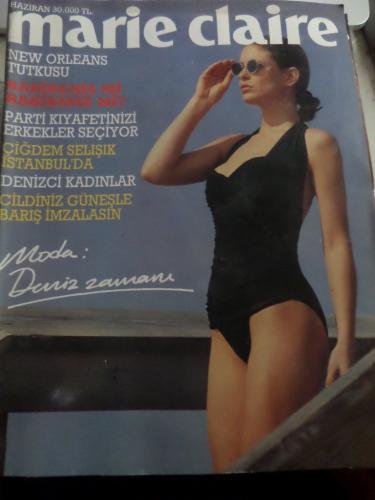 HAZİRAN 30.000 TL.
marie claire
NEW ORLEANS
TUTKUSU
PARTİ KIYAFETİNİZİ
ERKEKLER SEÇİYOR
ÇİĞDEM SELIŞIK
İSTANBUL'DA
DENİZCİ KADINLAR
CİLDİNİZ GÜNEŞLE
BARIŞ İMZALASIN
Moda:
Deniz zamanı